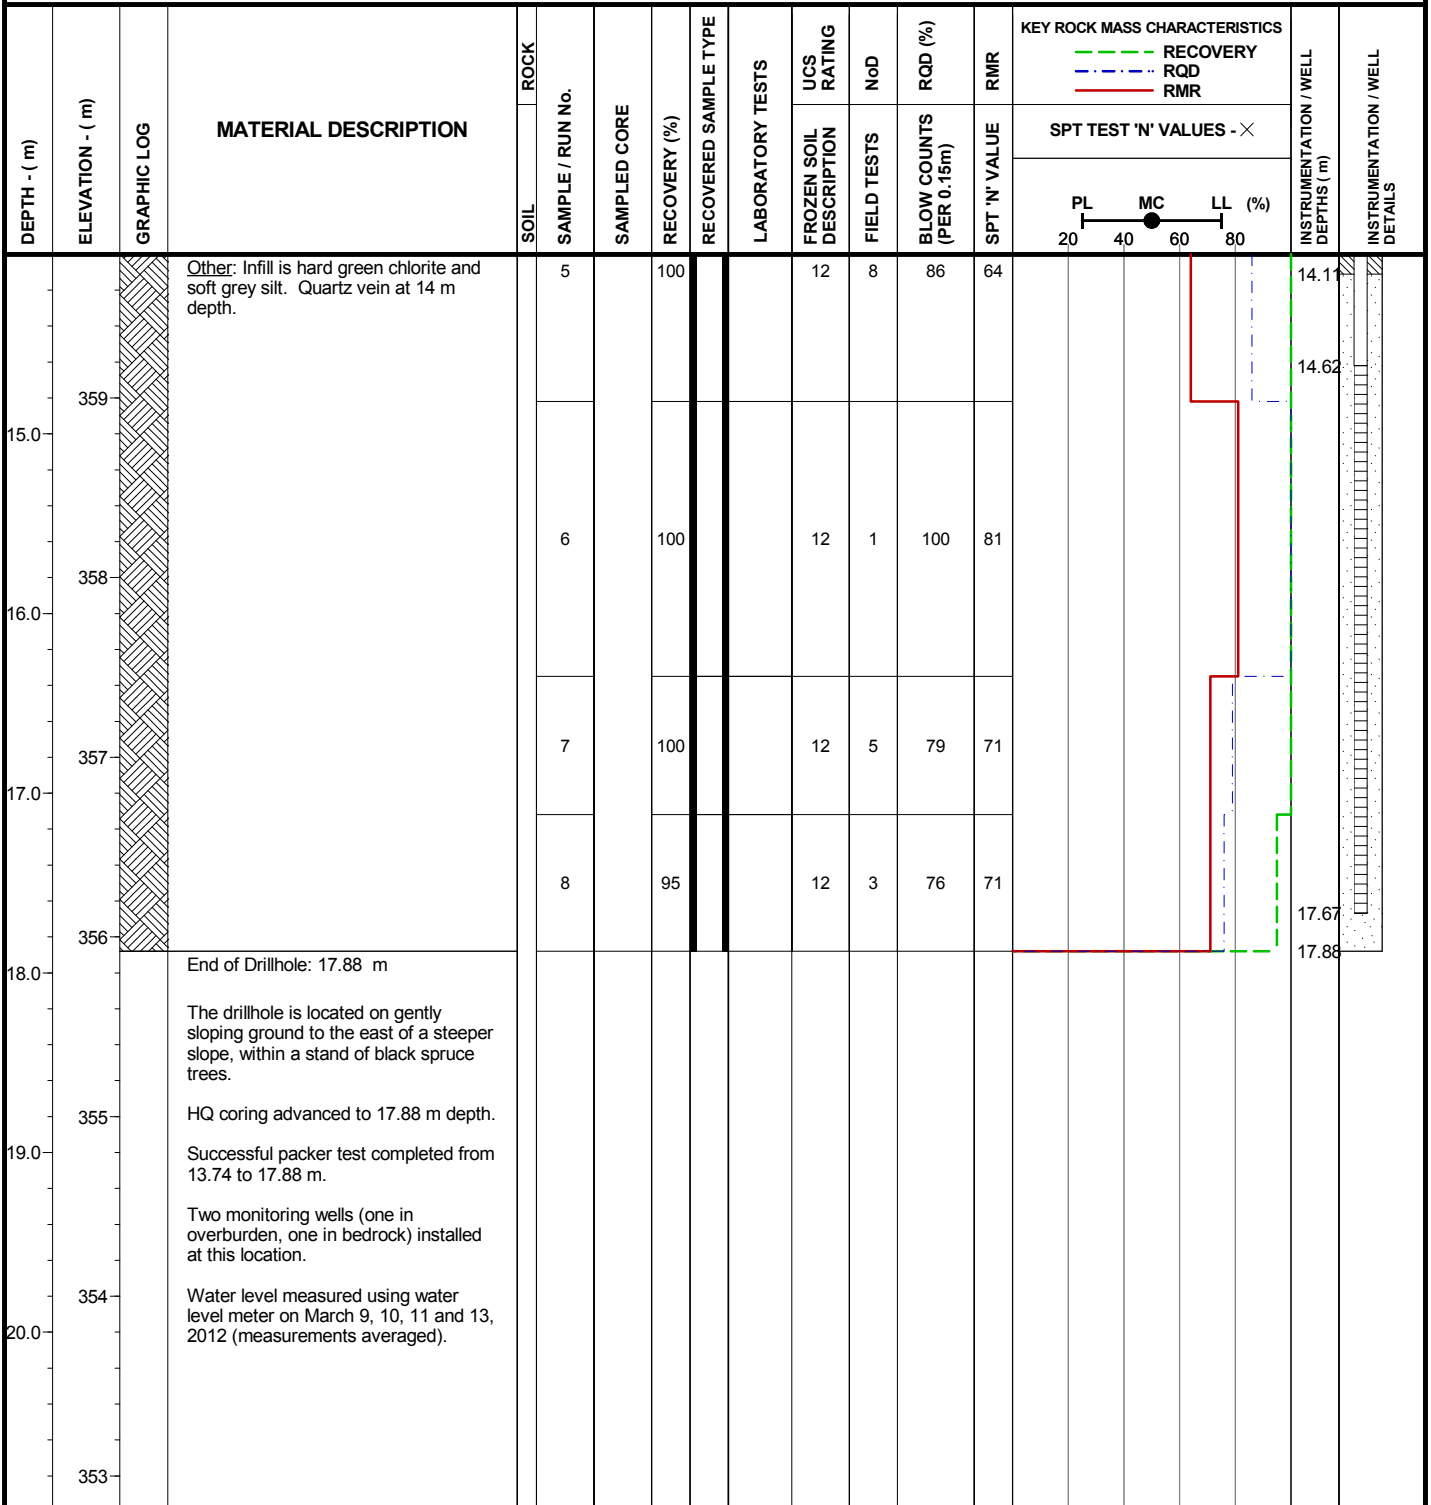 DEPTH - ( m)
ELEVATION - ( m)
GRAPHIC LOG
MATERIAL DESCRIPTION
SOIL
ROCK
SAMPLE / RUN No.
SAMPLED CORE
RECOVERY (%)
RECOVERED SAMPLE TYPE
LABORATORY TESTS
UCS
RATING
FROZEN SOIL
DESCRIPTION
NoD
FIELD TESTS
RQD (%)
BLOW COUNTS
(PER 0.15m)
RMR
SPT 'N' VALUE
KEY ROCK MASS CHARACTERISTICS
RECOVERY
RQD
RMR
SPT TEST 'N' VALUES - ×
PL MC LL (%)
20 40 60 80
INSTRUMENTATION / WELL
DEPTHS ( m)
INSTRUMENTATION / WELL
DETAILS
Other: Infill is hard green chlorite and
soft grey silt. Quartz vein at 14 m
depth.
5 100 12 8 86 64
14.11
14.62
359
15.0
6 100 12 1 100 81
358
16.0
7 100 12 5 79 71
357
17.0
8 95 12 3 76 71
17.67
356
17.88
End of Drillhole: 17.88 m
18.0
The drillhole is located on gently
sloping ground to the east of a steeper
slope, within a stand of black spruce
trees.
HQ coring advanced to 17.88 m depth.
355
Successful packer test completed from
13.74 to 17.88 m.
19.0
Two monitoring wells (one in
overburden, one in bedrock) installed
at this location.
Water level measured using water
level meter on March 9, 10, 11 and 13,
2012 (measurements averaged).
354
20.0
353